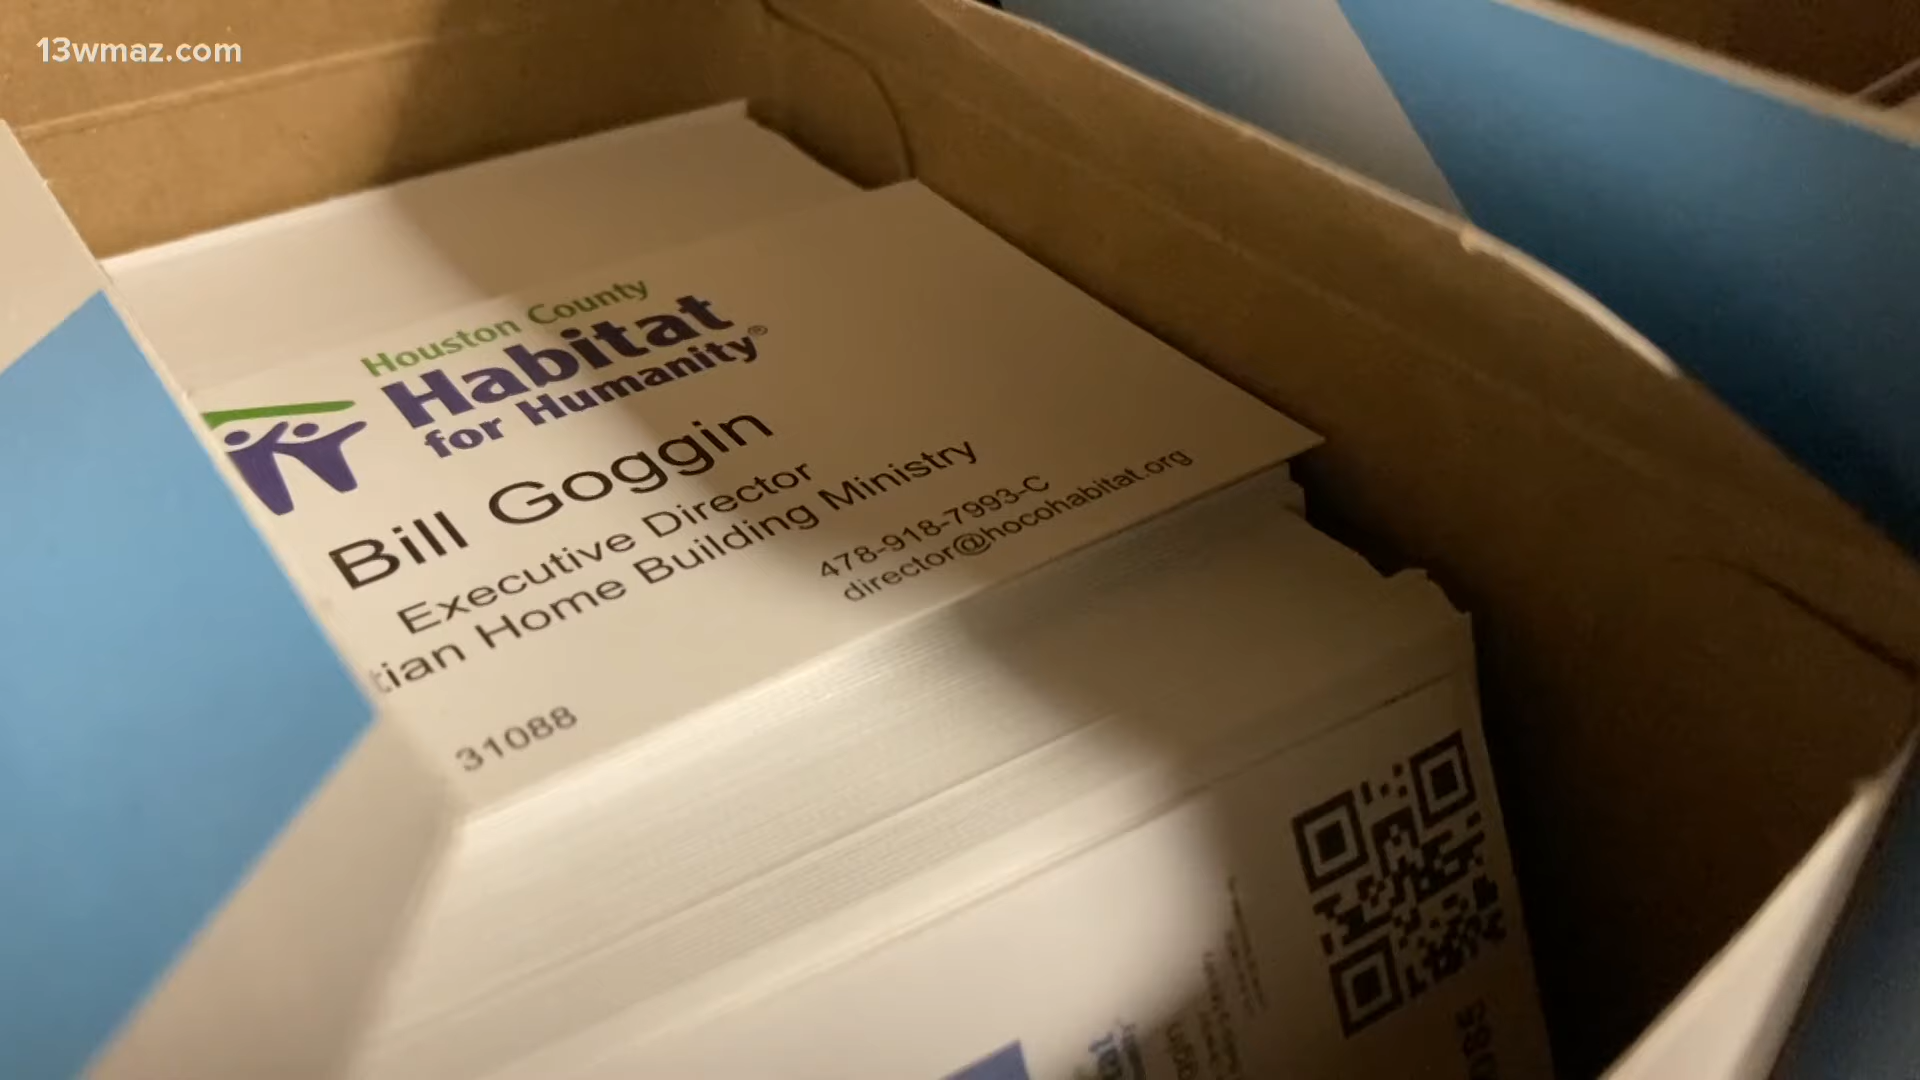 13wmaz.com
Houston County
Habitat
for Humanity®
Bill Goggin
Executive Director
tian Home Building Ministry
478-918-7993-C
director@hocohabitat.org
31088